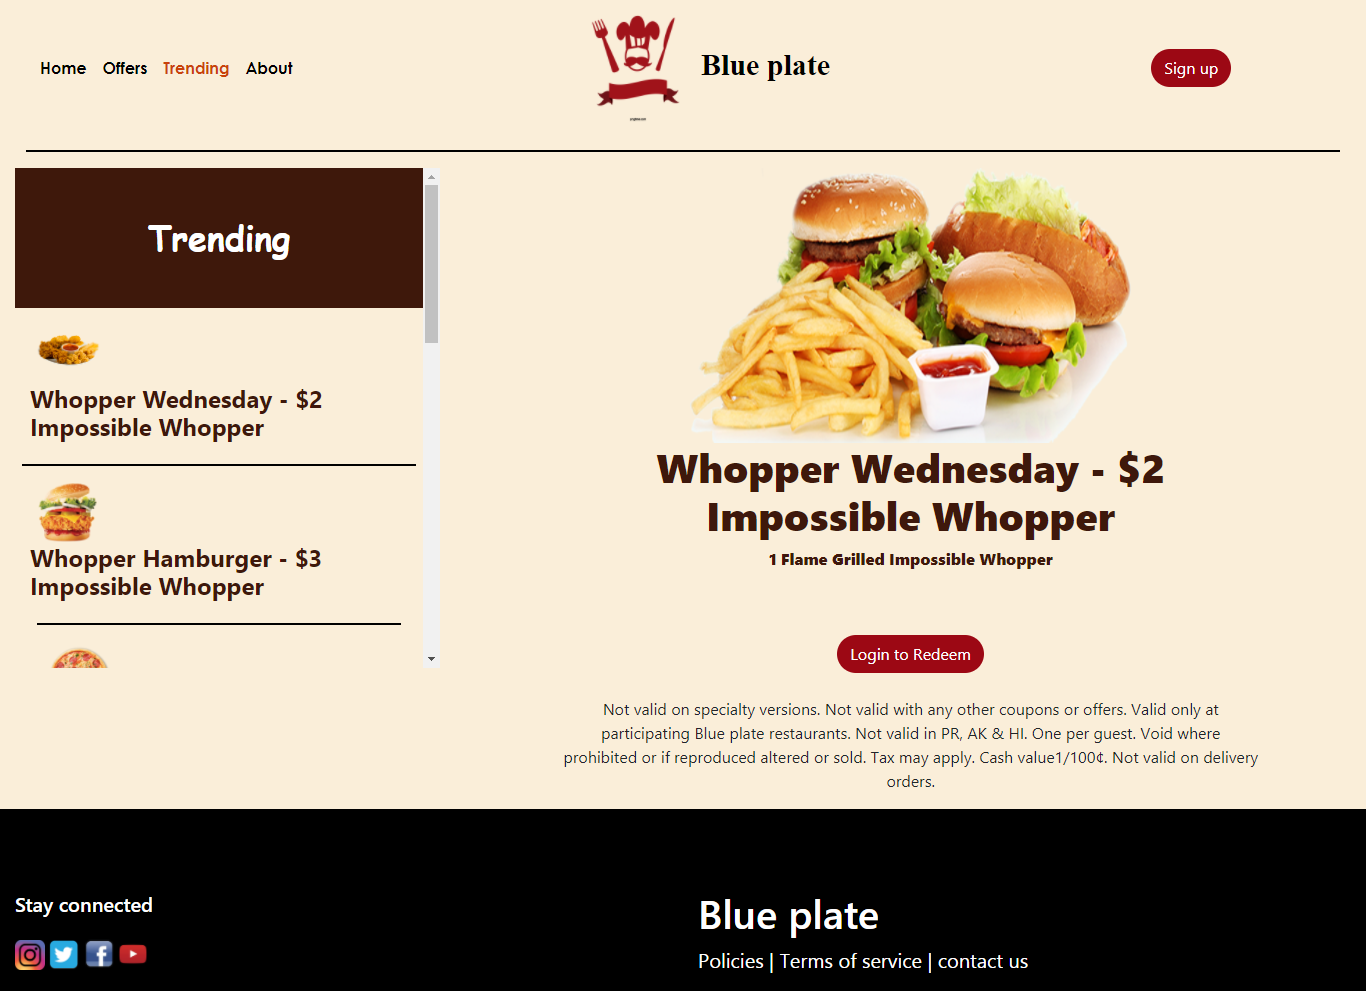 Home Offers Trending About
Blue plate
Sign up
Trending
Whopper Wednesday - $2
Impossible Whopper
Whopper Hamburger - $3
Impossible Whopper
Whopper Wednesday - $2
Impossible Whopper
1 Flame Grilled Impossible Whopper
Login to Redeem
Not valid on specialty versions. Not valid with any other coupons or offers. Valid only at
participating Blue plate restaurants. Not valid in PR, AK & HI. One per guest. Void where
prohibited or if reproduced altered or sold. Tax may apply. Cash value1/100¢. Not valid on delivery
orders.
Stay connected
Blue plate
Policies | Terms of service | contact us